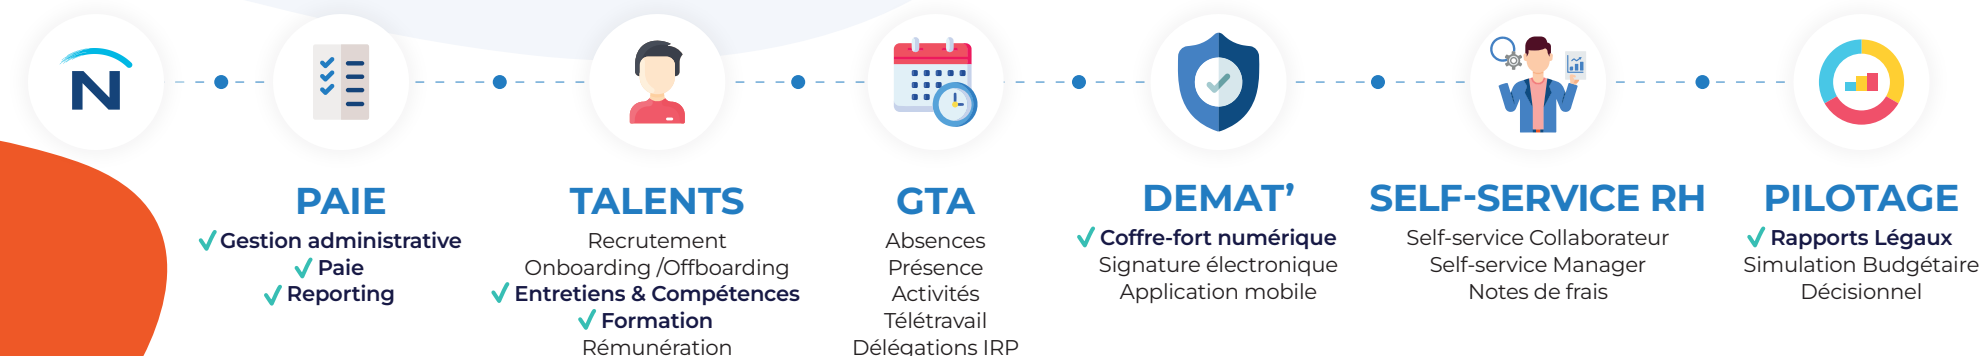 N
PAIE
Gestion administrative
Paie
Reporting
TALENTS
Recrutement
Onboarding /Offboarding
Entretiens & Compétences
Formation
Rémunération
GTA
Absences
Présence
Activités
Télétravail
Délégations IRP
DEMAT’
Coffre-fort numérique
Signature électronique
Application mobile
SELF-SERVICE RH
Self-service Collaborateur
Self-service Manager
Notes de frais
PILOTAGE
Rapports Légaux
Simulation Budgétaire
Décisionnel